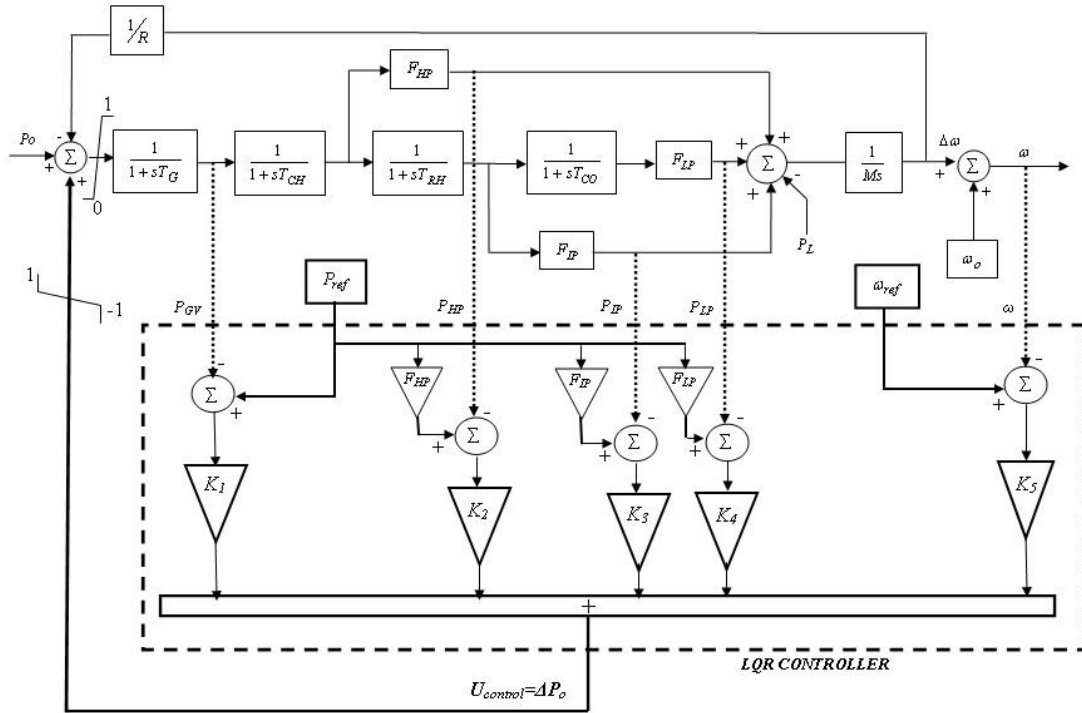 1/R
F_HP
1
Po
-
Σ
+
+
0
1
1+sT_G
1
1+sT_CH
1
1+sT_RH
1
1+sT_CO
F_LP
+
+
Σ
-
+
P_L
1
Ms
Δω
+
Σ
+
ω
F_IP
ω_o
1
-1
P_GV
P_ref
P_HP
P_IP
P_LP
ω_ref
ω
-
Σ
+
F_HP
F_IP
F_LP
-
Σ
+
-
Σ
+
-
Σ
+
-
Σ
+
K_1
K_2
K_3
K_4
K_5
+
LQR CONTROLLER
U_control=ΔP_o